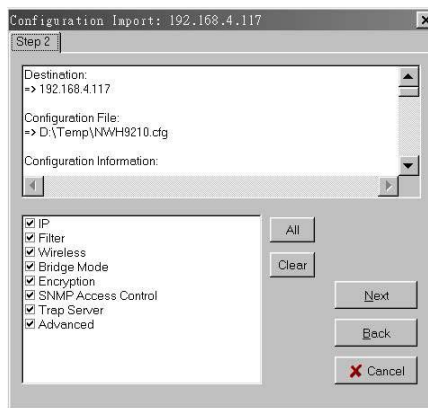 Configuration Import: 192.168.4.117
Step 2
Destination:
=> 192.168.4.117
Configuration File:
=> D:\Temp\NWH9210.cfg
Configuration Information:
IP
Filter
Wireless
Bridge Mode
Encryption
SNMP Access Control
Trap Server
Advanced
All
Clear
Next
Back
Cancel